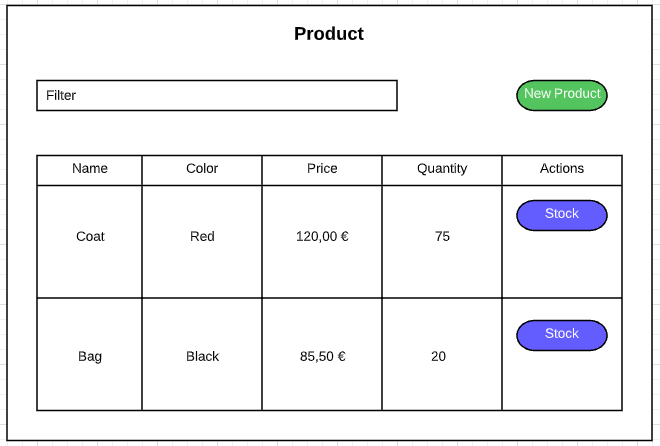 Product
Filter
New Product
Name Color Price Quantity Actions
Stock
Coat Red 120,00 € 75
Stock
Bag Black 85,50 € 20